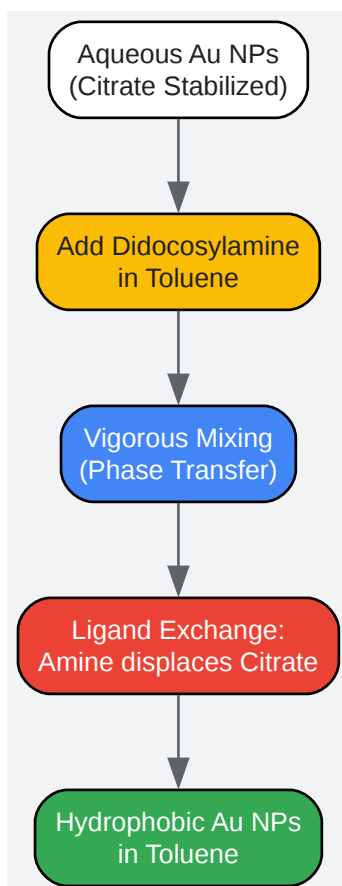 Aqueous Au NPs
(Citrate Stabilized)
Add Didocosylamine
in Toluene
Vigorous Mixing
(Phase Transfer)
Ligand Exchange:
Amine displaces Citrate
Hydrophobic Au NPs
in Toluene